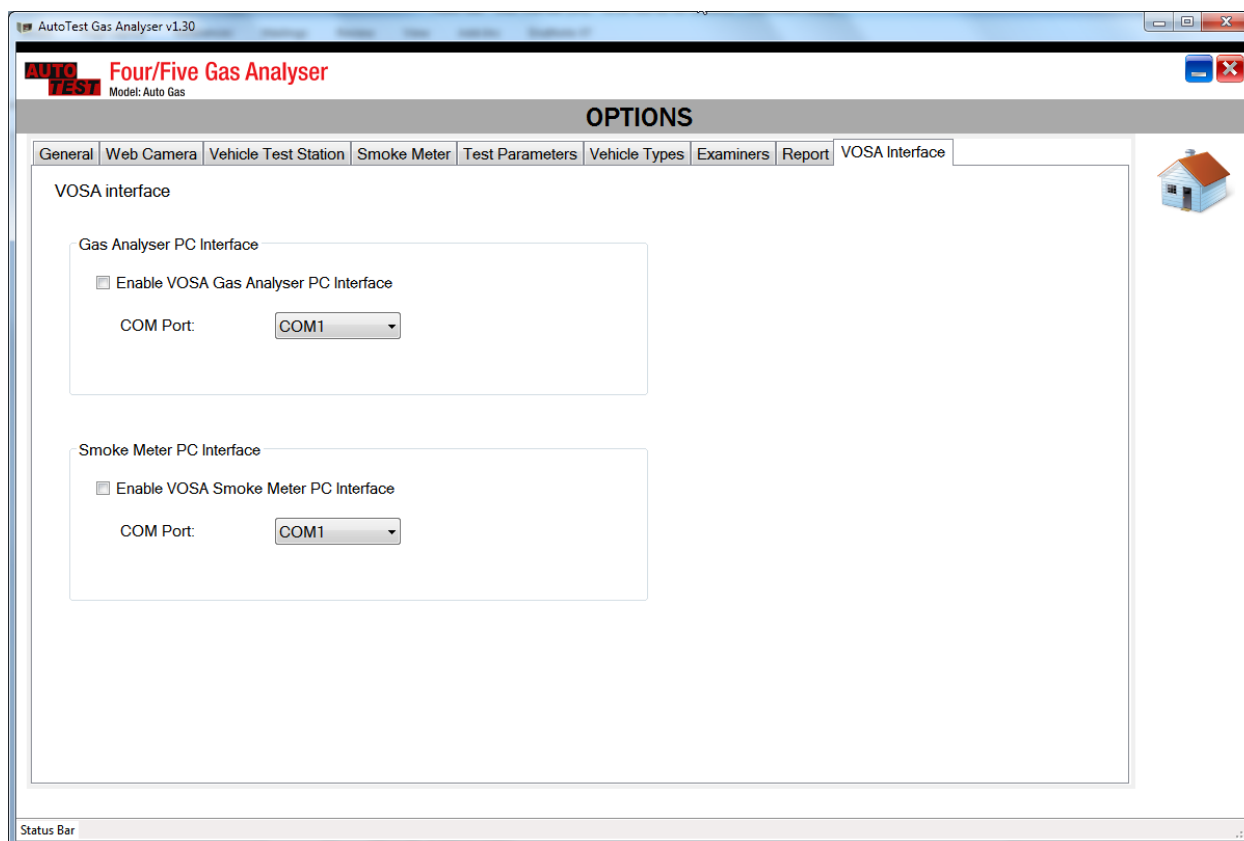 AutoTest Gas Analyser v1.30
AUTO TEST
Four/Five Gas Analyser
Model: Auto Gas
OPTIONS
General Web Camera Vehicle Test Station Smoke Meter Test Parameters Vehicle Types Examiners Report VOSA Interface
VOSA interface
Gas Analyser PC Interface
Enable VOSA Gas Analyser PC Interface
COM Port: COM1
Smoke Meter PC Interface
Enable VOSA Smoke Meter PC Interface
COM Port: COM1
Status Bar